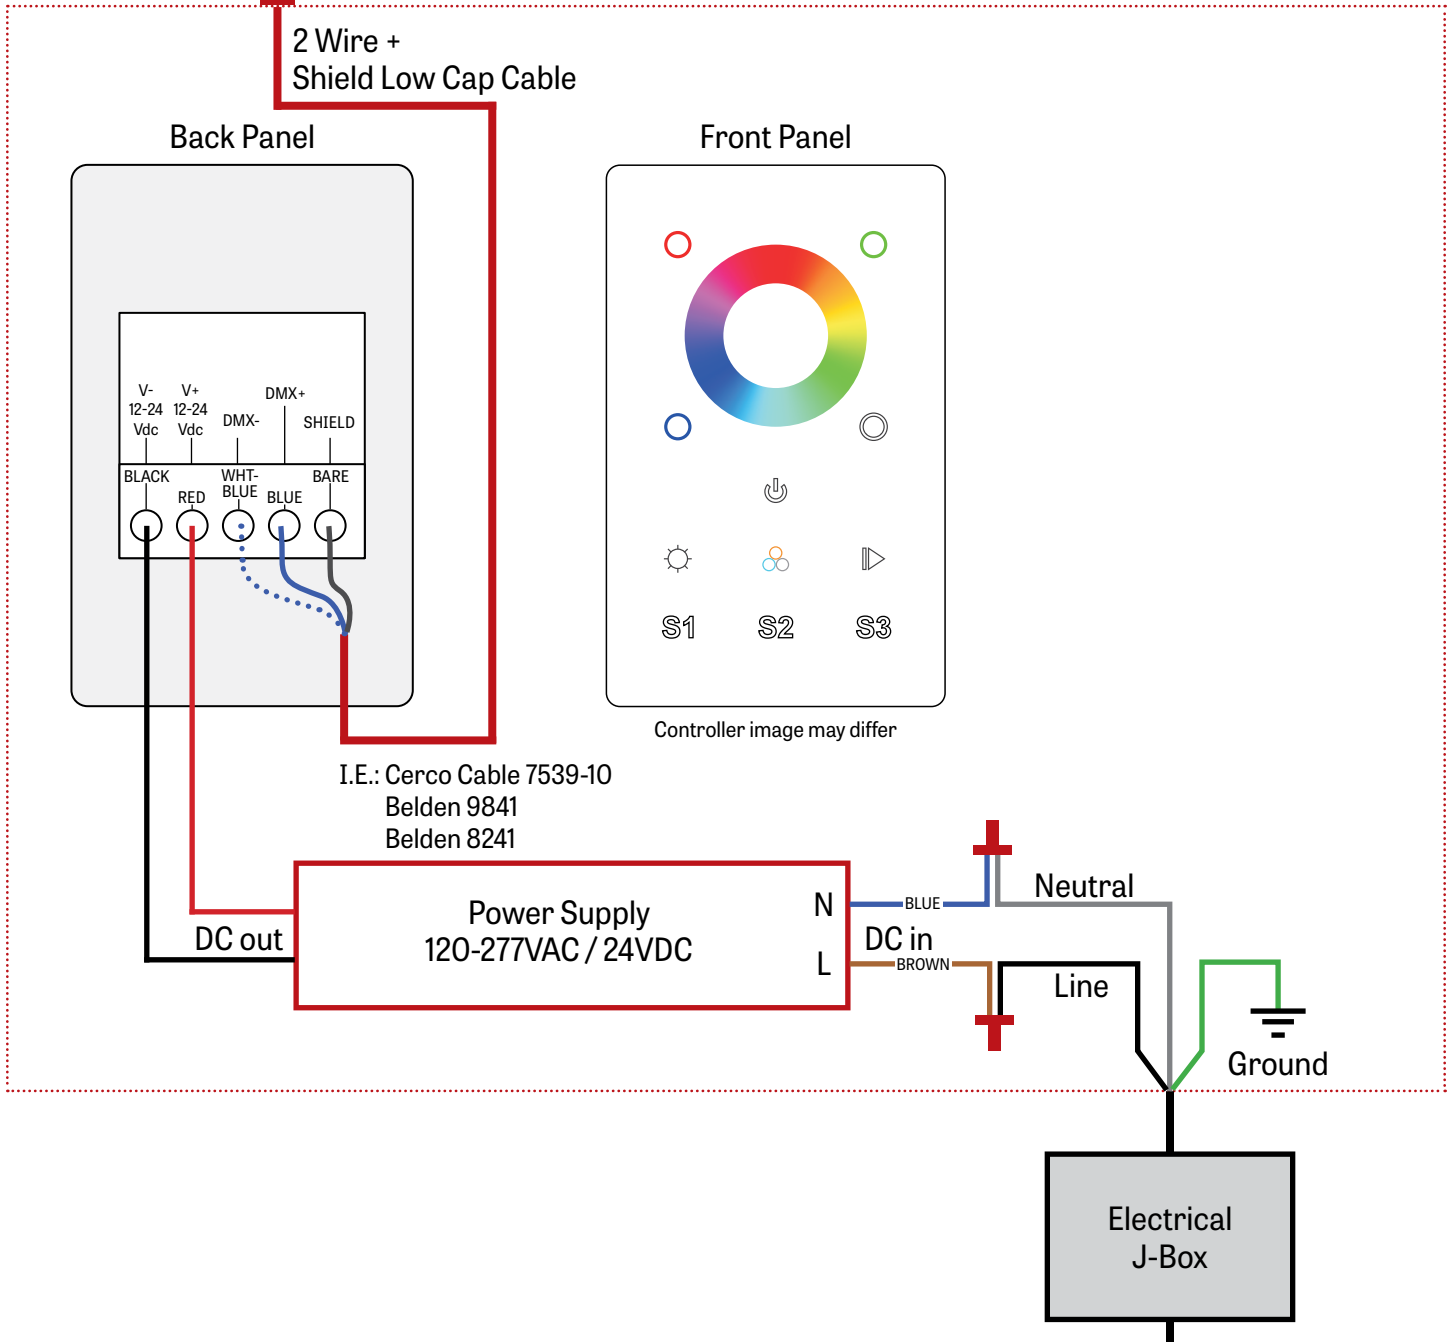 2 Wire +
Shield Low Cap Cable
Back Panel
Front Panel
V-
12-24
Vdc
V+
12-24
Vdc
DMX-
DMX+
SHIELD
BLACK
RED
WHT-
BLUE
BLUE
BARE
S1
S2
S3
Controller image may differ
I.E.: Cerco Cable 7539-10
Belden 9841
Belden 8241
DC out
Power Supply
120-277VAC / 24VDC
N
L
BLUE
DC in
BROWN
Neutral
Line
Ground
Electrical
J-Box